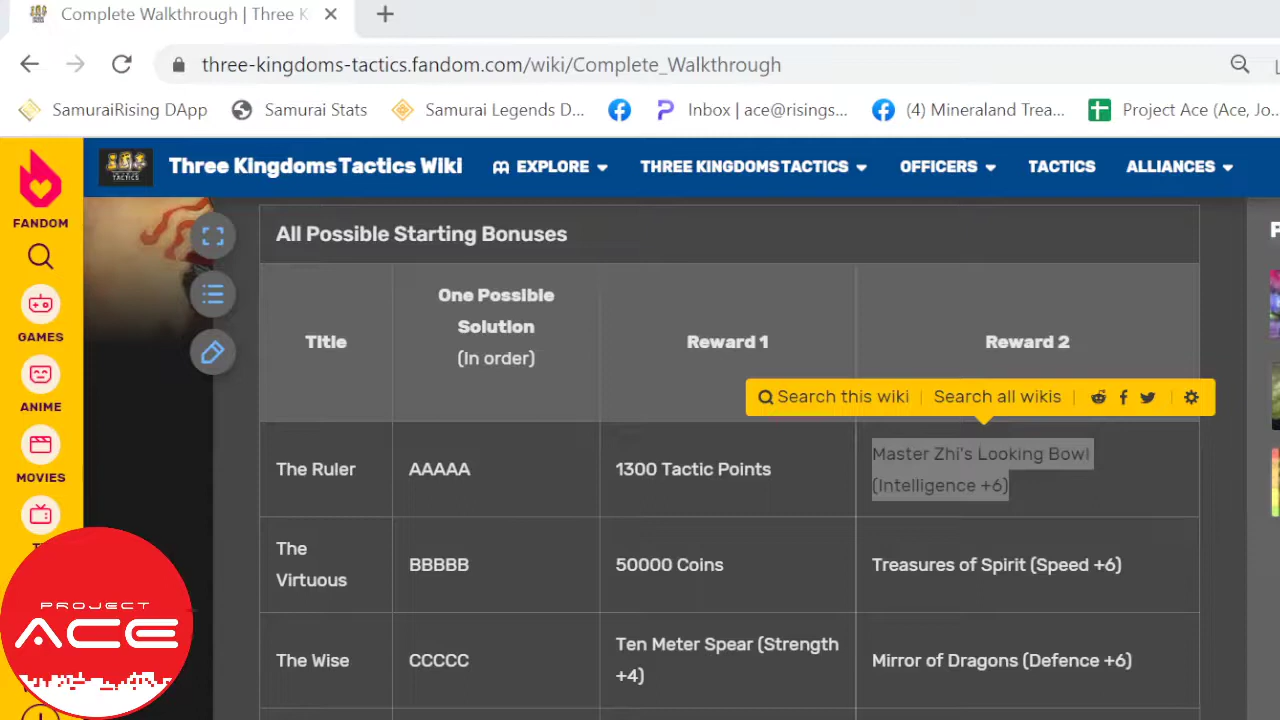 Complete Walkthrough | Three K
three-kingdoms-tactics.fandom.com/wiki/Complete_Walkthrough
SamuraiRising DApp
Samurai Stats
Samurai Legends D...
Inbox | ace@risings...
(4) Mineraland Trea...
Project Ace (Ace, Jo...
THREE KINGDOMS TACTICS
Three Kingdoms Tactics Wiki
EXPLORE
THREE KINGDOMS TACTICS
OFFICERS
TACTICS
ALLIANCES
FANDOM
GAMES
ANIME
MOVIES
All Possible Starting Bonuses
Title
One Possible
Solution
(In order)
Reward 1
Reward 2
Search this wiki
Search all wikis
The Ruler
AAAAA
1300 Tactic Points
Master Zhi's Looking Bowl
(Intelligence +6)
The
Virtuous
BBBBB
50000 Coins
Treasures of Spirit (Speed +6)
The Wise
CCCCC
Ten Meter Spear (Strength
+4)
Mirror of Dragons (Defence +6)
PROJECT
ACE